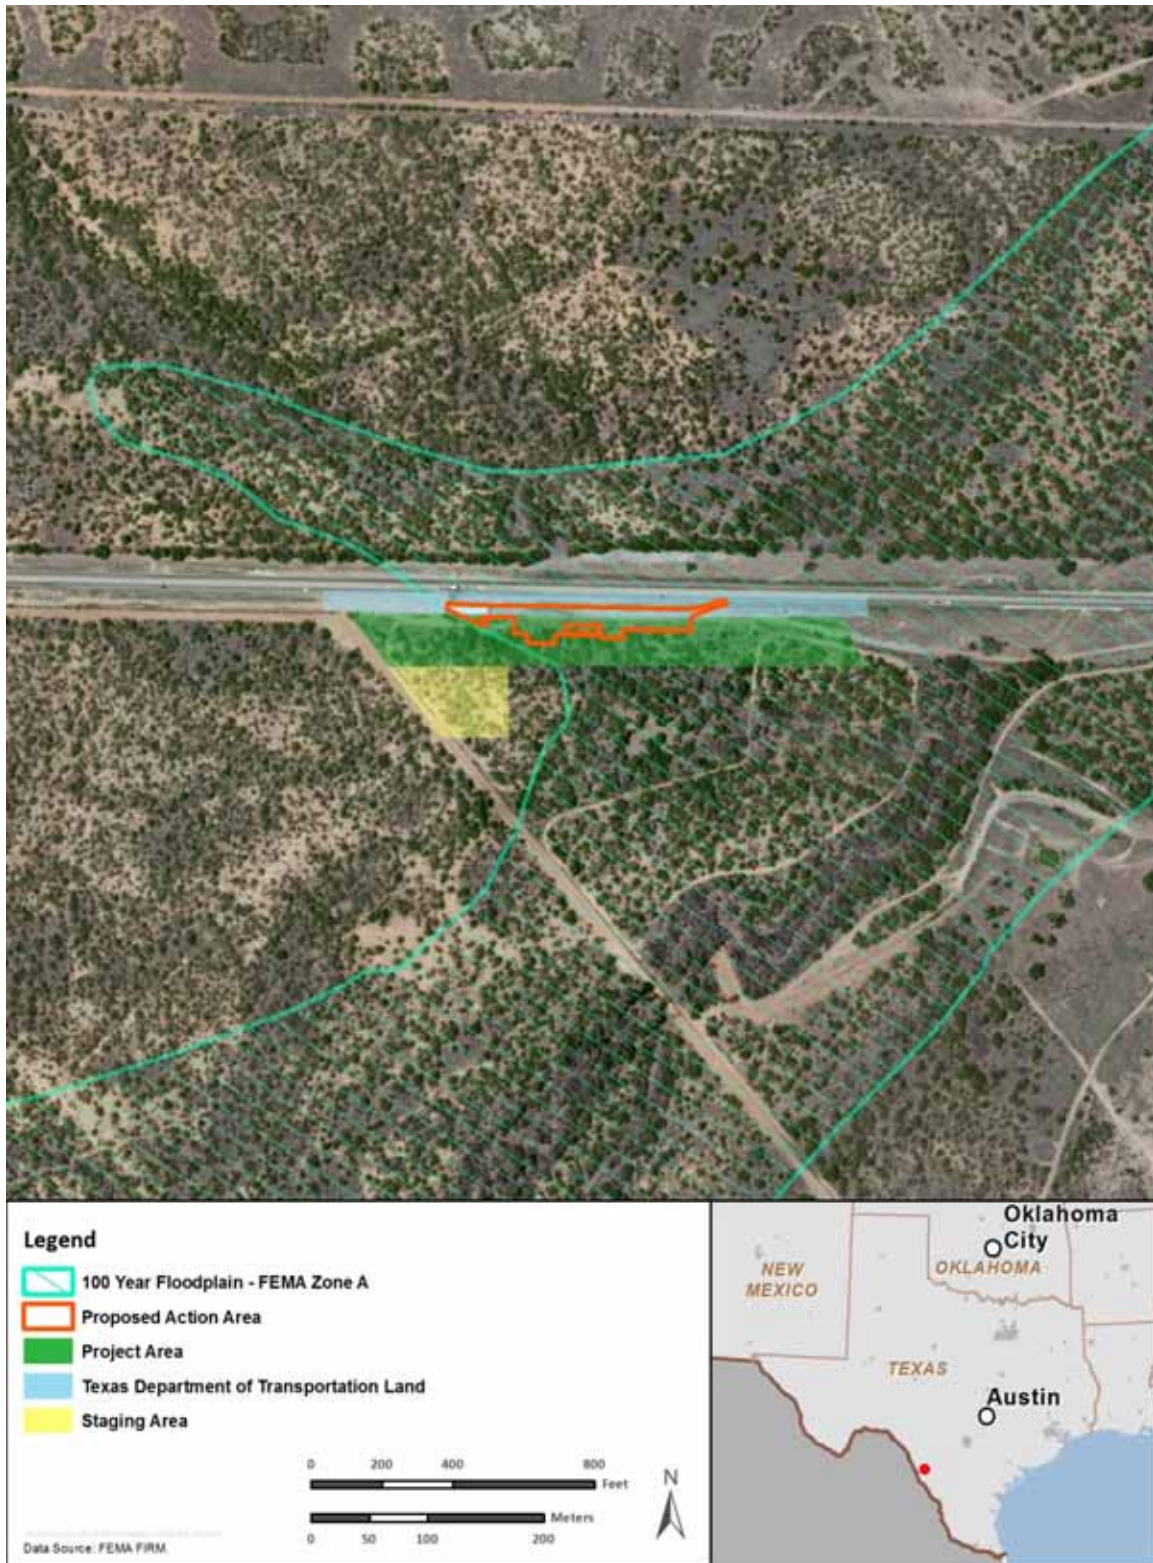 Legend
100 Year Floodplain - FEMA Zone A
Proposed Action Area
Project Area
Texas Department of Transportation Land
Staging Area
0 200 400 800
Feet
Meters
0 50 100 200
N
Data Source: FEMA FIRM.
Oklahoma
City
NEW
MEXICO
OKLAHOMA
TEXAS
Austin